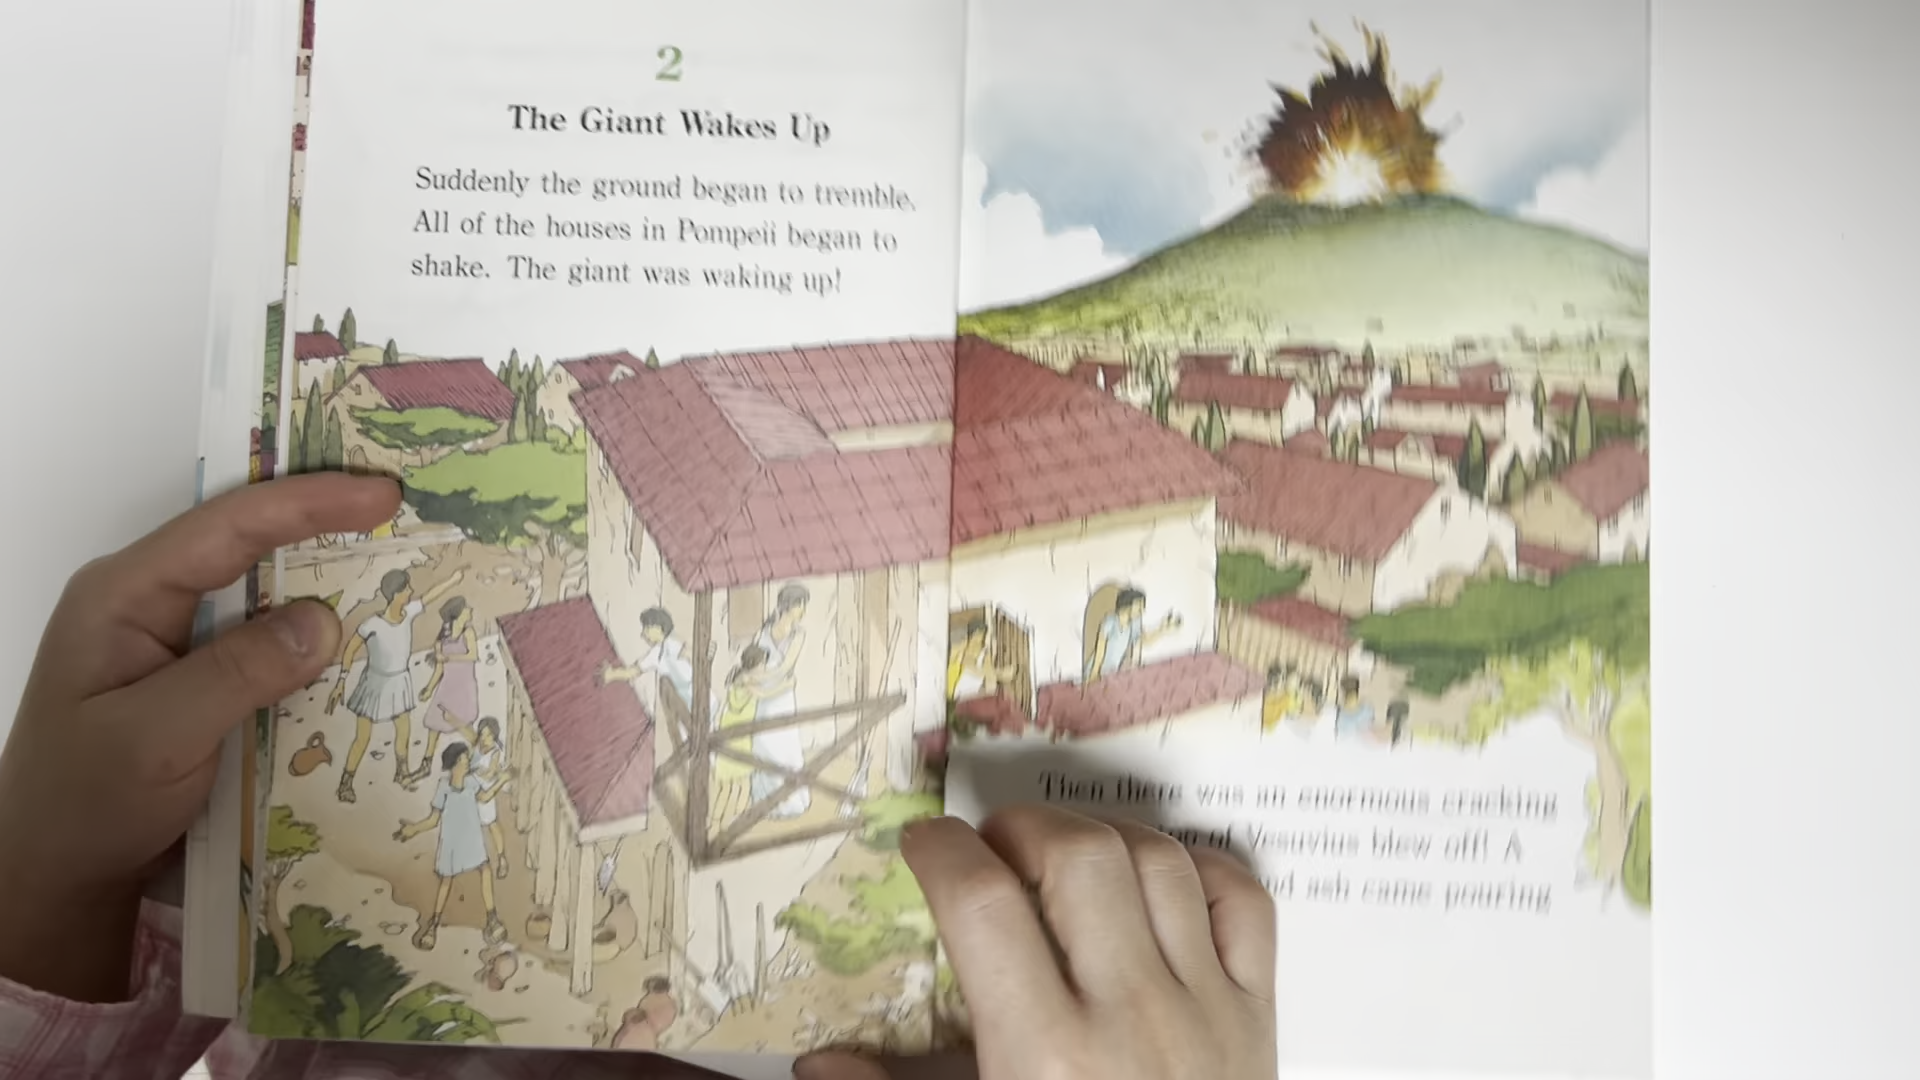 2
The Giant Wakes Up
Suddenly the ground began to tremble.
All of the houses in Pompeii began to
shake. The giant was waking up!
Then there was an enormous cracking
of Vesuvius blew off! A
ash came pouring